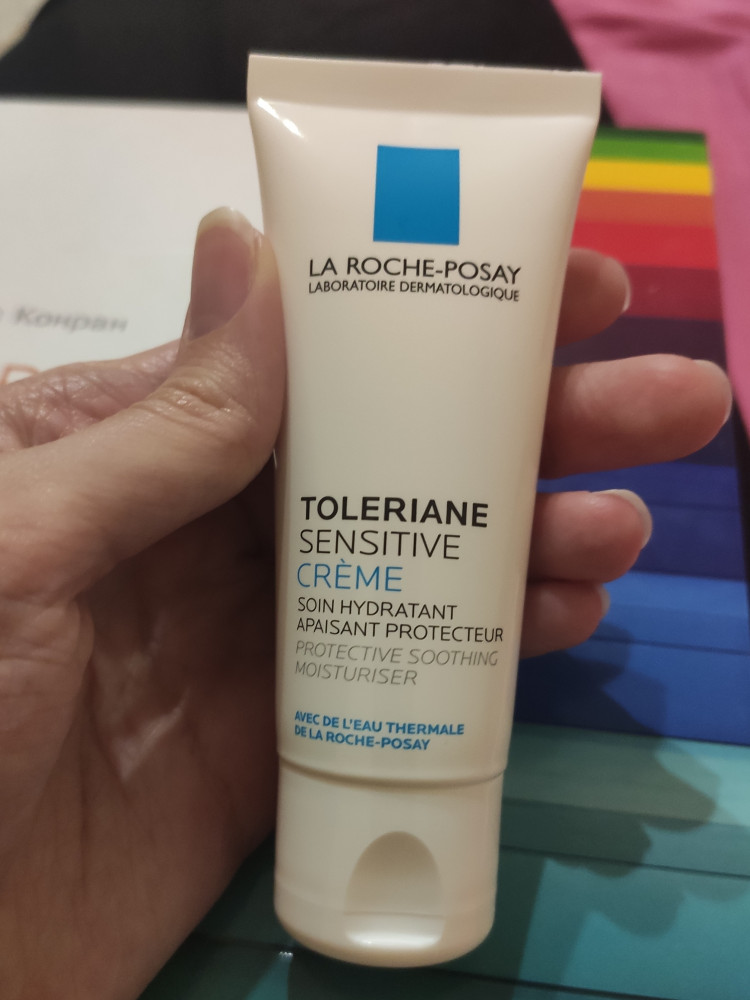 LA ROCHE-POSAY
LABORATOIRE DERMATOLOGIQUE
TOLERIANE
SENSITIVE
CRÈME
SOIN HYDRATANT
APAISANT PROTECTEUR
PROTECTIVE SOOTHING
MOISTURISER
AVEC DE L'EAU THERMALE
DE LA ROCHE-POSAY
Конран